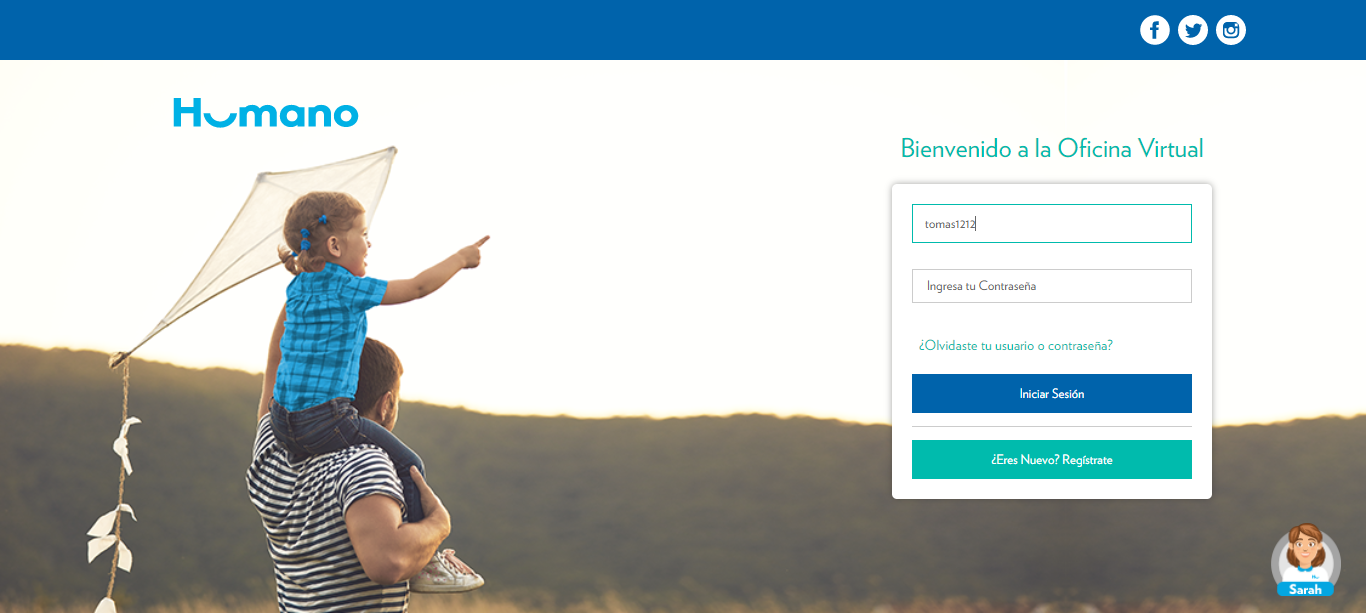 Humano
Bienvenido a la Oficina Virtual
tomas1212
Ingresa tu Contraseña
¿Olvidaste tu usuario o contraseña?
Iniciar Sesión
¿Eres Nuevo? Regístrate
Sarah